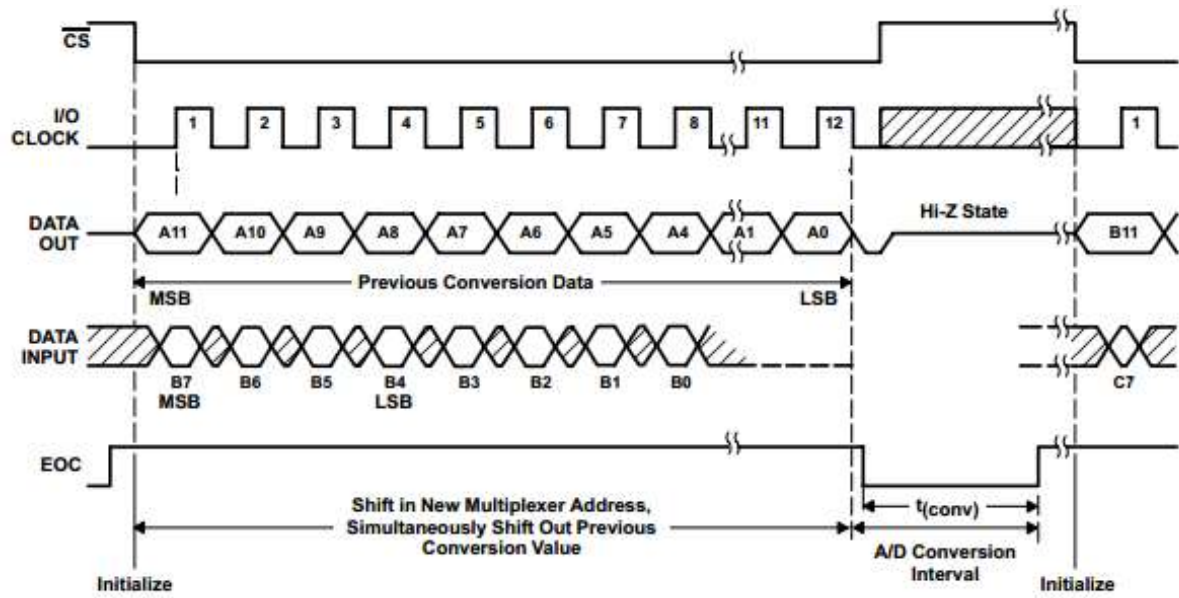 CS
I/O
CLOCK
1 2 3 4 5 6 7 8 11 12 1
DATA
OUT
A11 A10 A9 A8 A7 A6 A5 A4 A1 A0 Hi-Z State B11
Previous Conversion Data
MSB LSB
DATA
INPUT
B7 B6 B5 B4 B3 B2 B1 B0 C7
MSB LSB
EOC
Shift in New Multiplexer Address,
Simultaneously Shift Out Previous
Conversion Value
t(conv)
A/D Conversion
Interval
Initialize Initialize